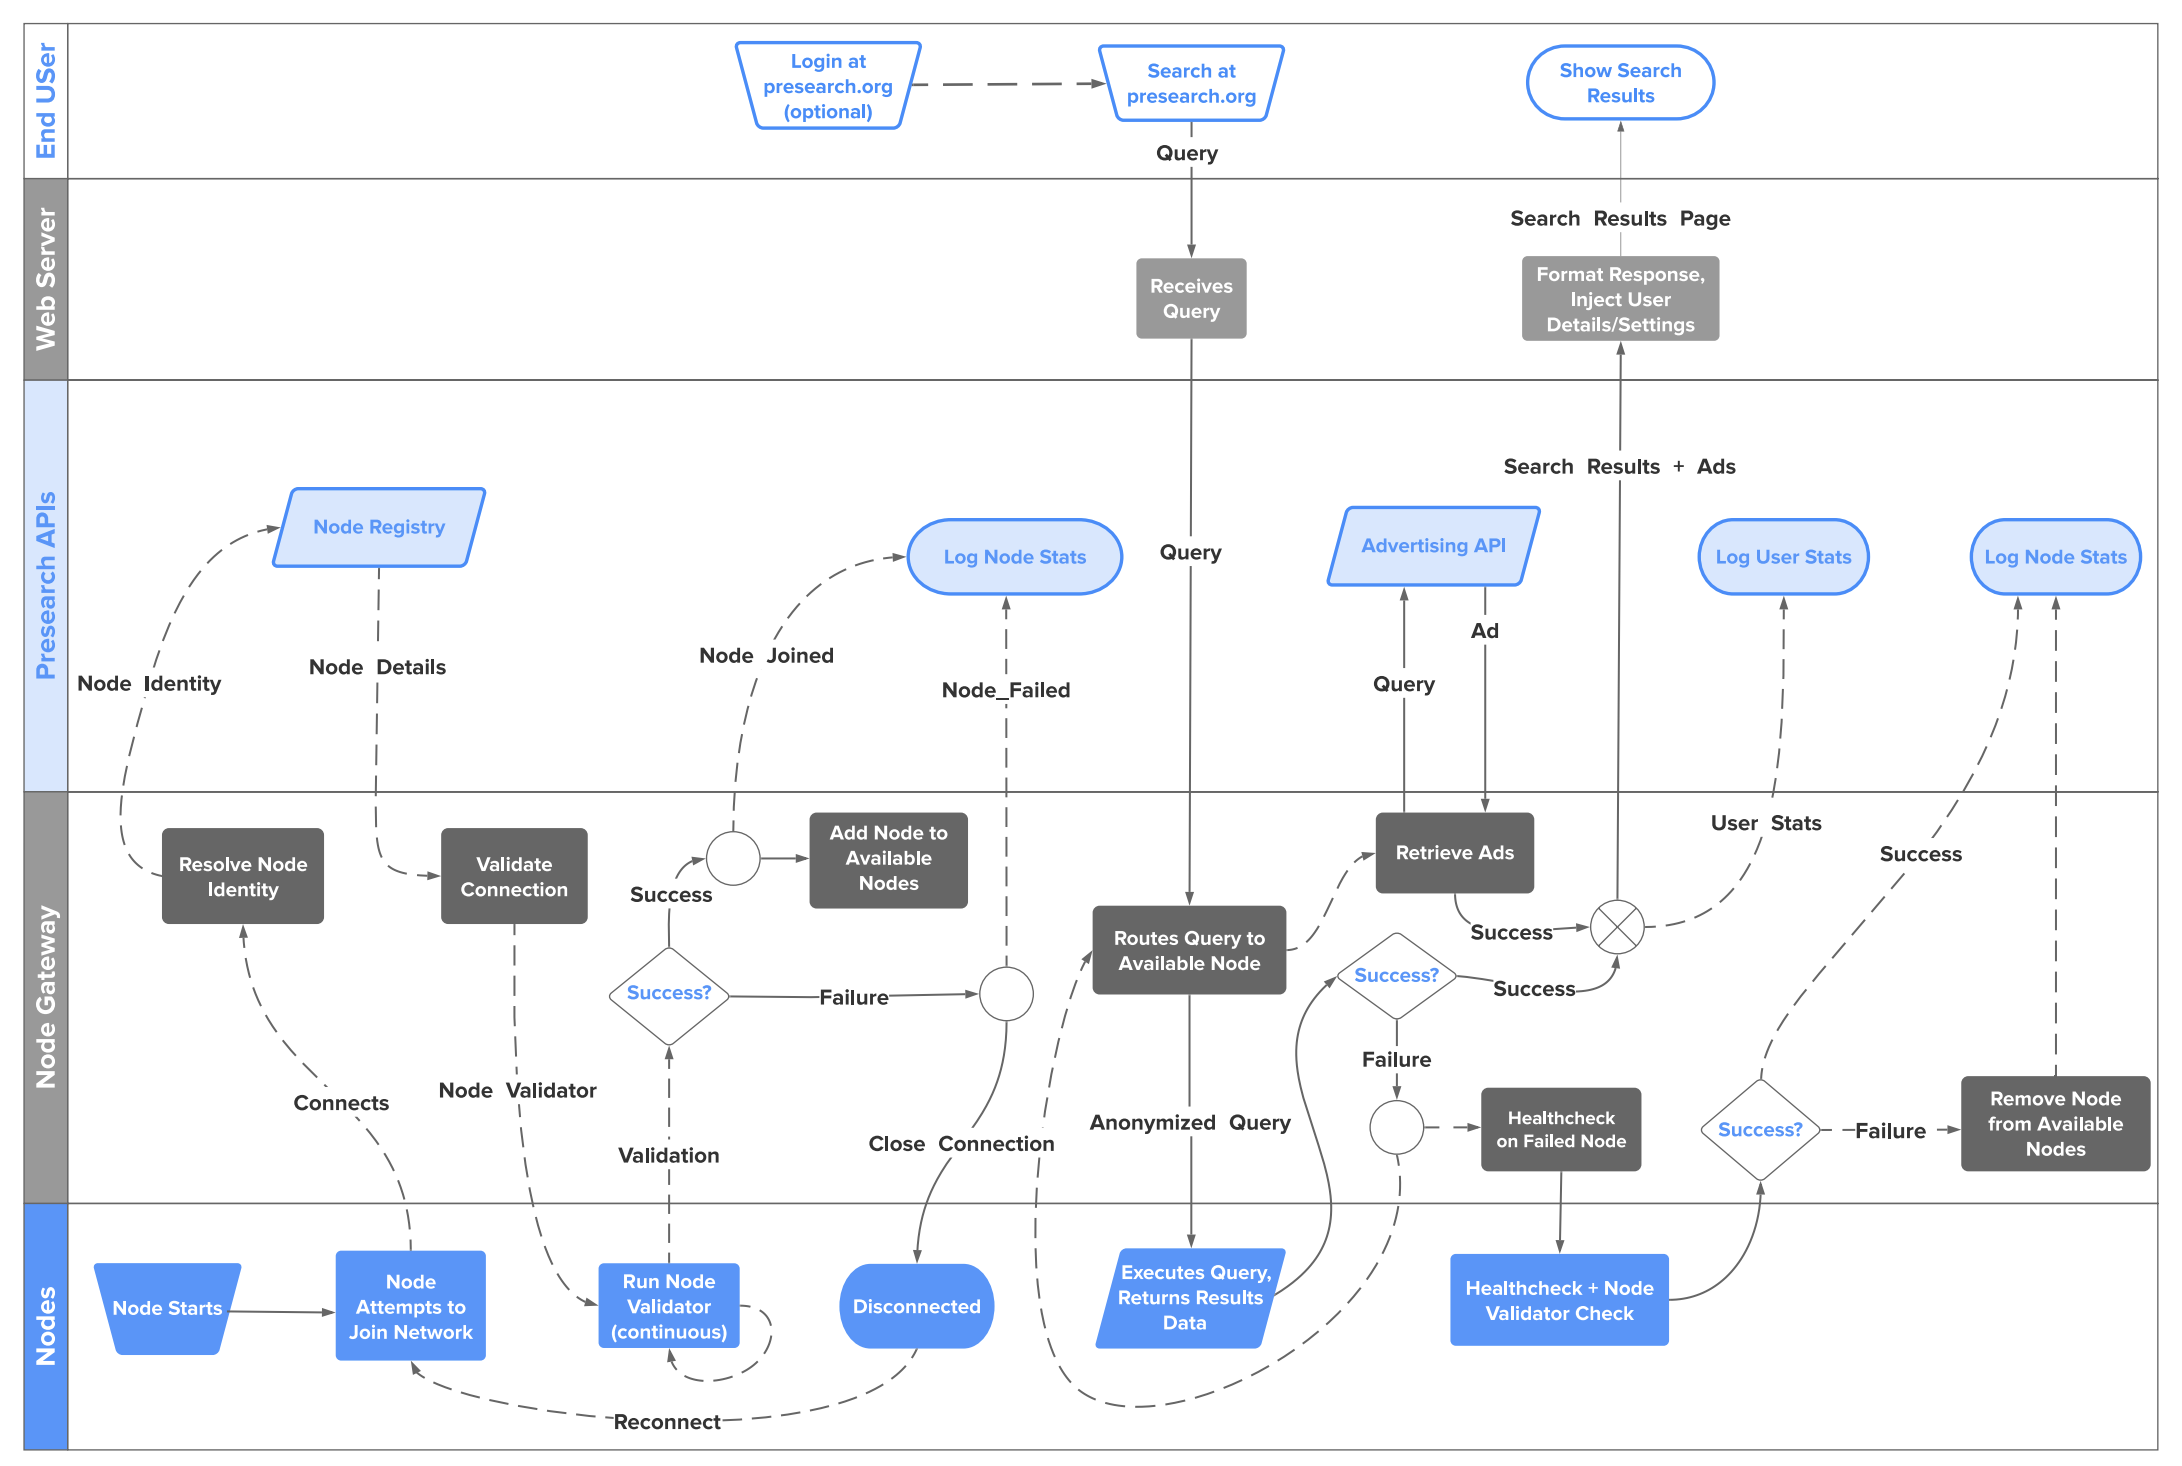 End USer
Login at
presearch.org
(optional)
Search at
presearch.org
Show Search
Results
Query
Web Server
Search Results Page
Receives
Query
Format Response,
Inject User
Details/Settings
Presearch APIs
Search Results + Ads
Node Registry
Log Node Stats
Query
Advertising API
Log User Stats
Log Node Stats
Ad
Node Identity
Node Details
Node Joined
Node_Failed
Query
Node Gateway
User Stats
Success
Resolve Node
Identity
Validate
Connection
Success
Add Node to
Available
Nodes
Retrieve Ads
Success
Routes Query to
Available Node
Success?
Failure
Success?
Success
Failure
Connects
Node Validator
Validation
Close Connection
Anonymized Query
Healthcheck
on Failed Node
Success?
Failure
Remove Node
from Available
Nodes
Nodes
Node Starts
Node
Attempts to
Join Network
Run Node
Validator
(continuous)
Disconnected
Executes Query,
Returns Results
Data
Healthcheck + Node
Validator Check
Reconnect